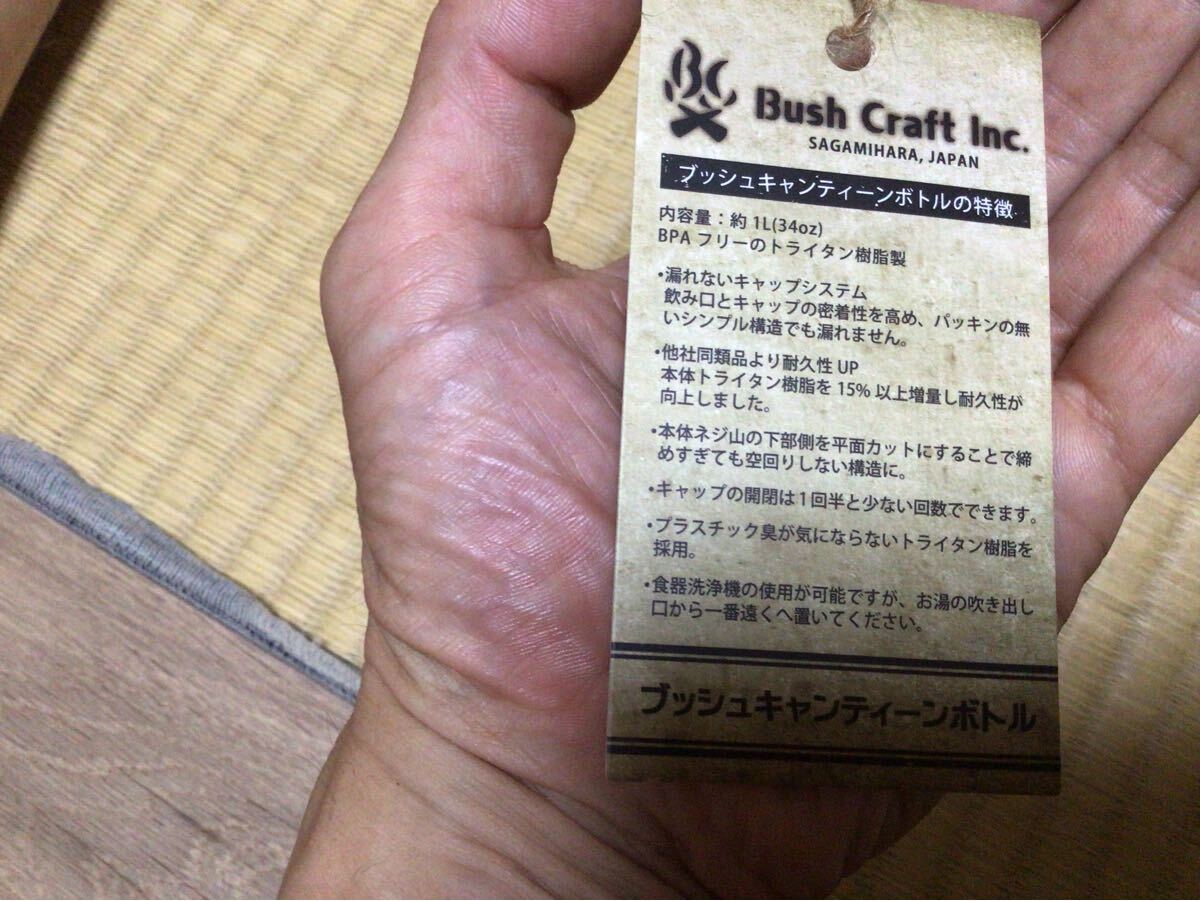 BC
Bush Craft Inc.
SAGAMIHARA, JAPAN
ブッシュキャンティーンボトルの特徴
内容量：約1L(34oz)
BPA フリーのトライタン樹脂製
・漏れないキャップシステム
飲み口とキャップの密着性を高め、パッキンの無
いシンプル構造でも漏れません。
・他社同類品より耐久性 UP
本体トライタン樹脂を 15% 以上増量し耐久性が
向上しました。
・本体ネジ山の下部側を平面カットにすることで締
めすぎても空回りしない構造に。
・キャップの開閉は1回半と少ない回数でできます。
・プラスチック臭が気にならないトライタン樹脂を
採用。
・食器洗浄機の使用が可能ですが、お湯の吹き出し
口から一番遠くへ置いてください。
ブッシュキャンティーンボトル